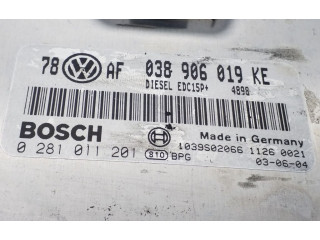 78 AF 038 906 019 KE
DIESEL EDC15P+ 4898
BOSCH
Made in Germany
0 281 011 201 810 BPG
1039S02066 1126 0021
03-06-04